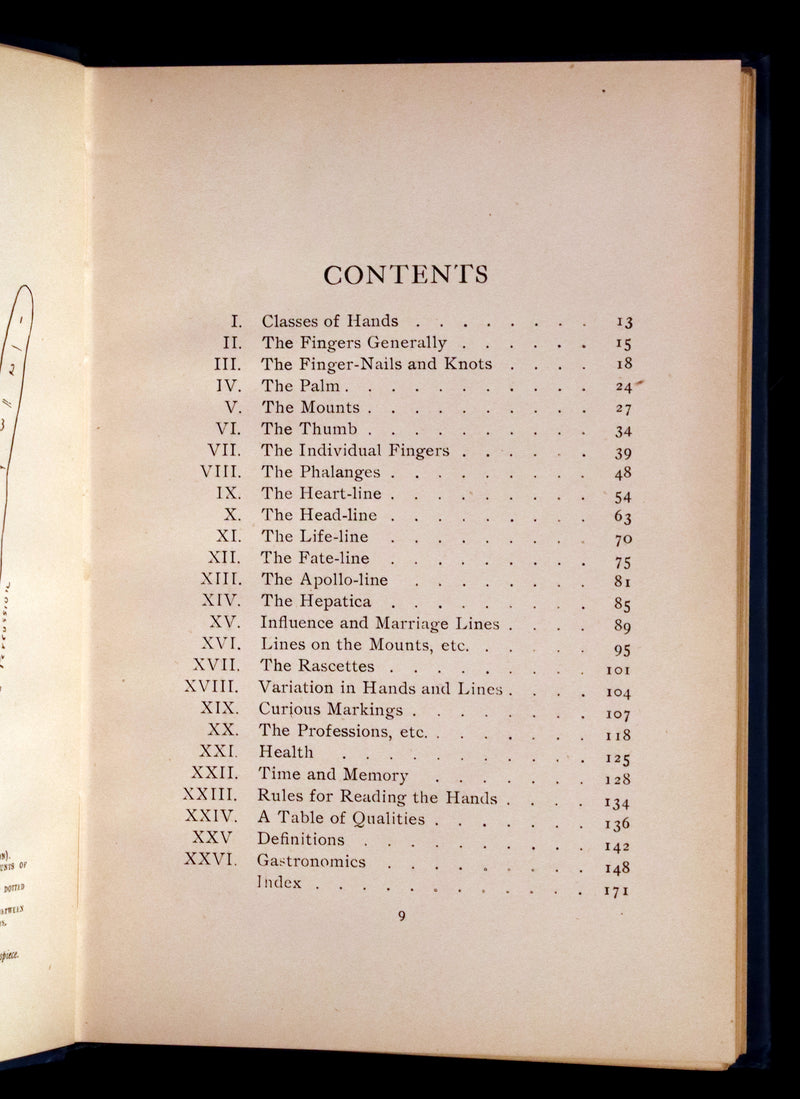 CONTENTS
I. Classes of Hands . . . . . . . . 13
II. The Fingers Generally . . . . . . 15
III. The Finger-Nails and Knots . . . . 18
IV. The Palm . . . . . . . . . . . 24
V. The Mounts . . . . . . . . . . 27
VI. The Thumb . . . . . . . . . . 34
VII. The Individual Fingers . . . . . . 39
VIII. The Phalanges . . . . . . . . . 48
IX. The Heart-line . . . . . . . . . 54
X. The Head-line . . . . . . . . . 63
XI. The Life-line . . . . . . . . . 70
XII. The Fate-line . . . . . . . . . 75
XIII. The Apollo-line . . . . . . . . 81
XIV. The Hepatica . . . . . . . . . 85
XV. Influence and Marriage Lines . . . . 89
XVI. Lines on the Mounts, etc. . . . . . 95
XVII. The Rascettes . . . . . . . . . 101
XVIII. Variation in Hands and Lines . . . . 104
XIX. Curious Markings . . . . . . . . 107
XX. The Professions, etc. . . . . . . . 118
XXI. Health . . . . . . . . . . . 125
XXII. Time and Memory . . . . . . . 128
XXIII. Rules for Reading the Hands . . . . 134
XXIV. A Table of Qualities . . . . . . . 136
XXV Definitions . . . . . . . . . . 142
XXVI. Gastronomics . . . . . . . . . 148
Index . . . . . . . . . . . . 171
9
OF
DOTTED